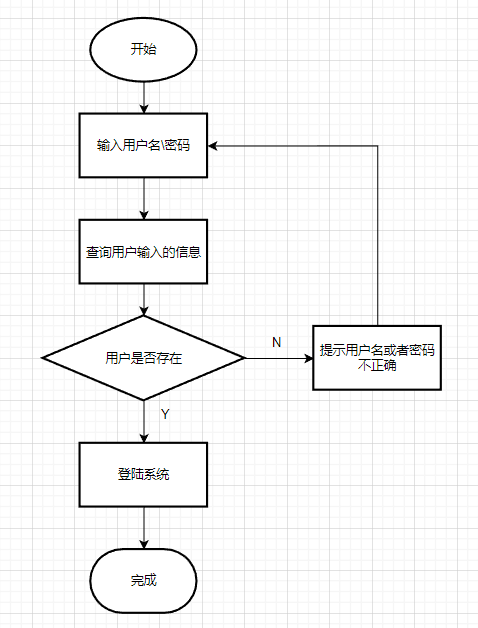 开始
输入用户名\密码
查询用户输入的信息
用户是否存在
N
提示用户名或者密码
不正确
Y
登陆系统
完成